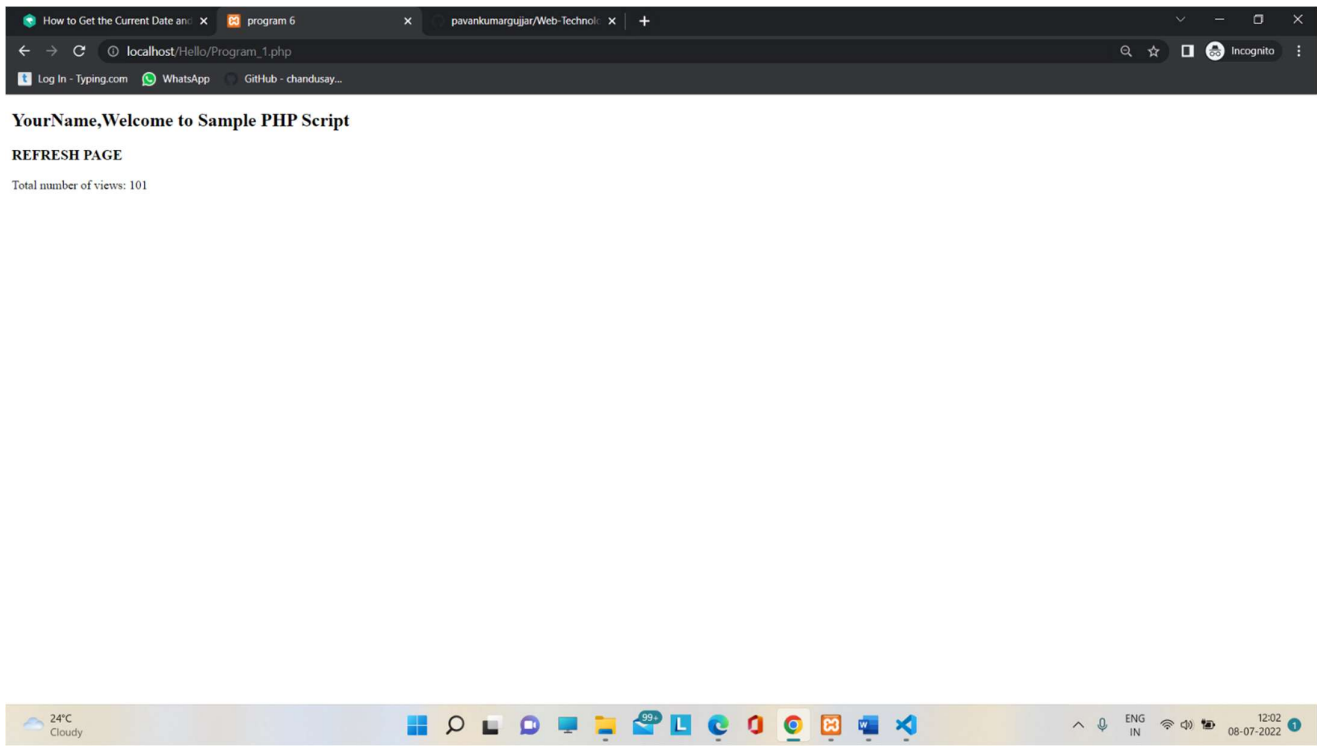 How to Get the Current Date and
program 6
pavankumargujjar/Web-Technolo
localhost/Hello/Program_1.php
Incognito
Log In - Typing.com
WhatsApp
GitHub - chandusay...
YourName,Welcome to Sample PHP Script
REFRESH PAGE
Total number of views: 101
24°C
Cloudy
99+
ENG
IN
12:02
08-07-2022
1